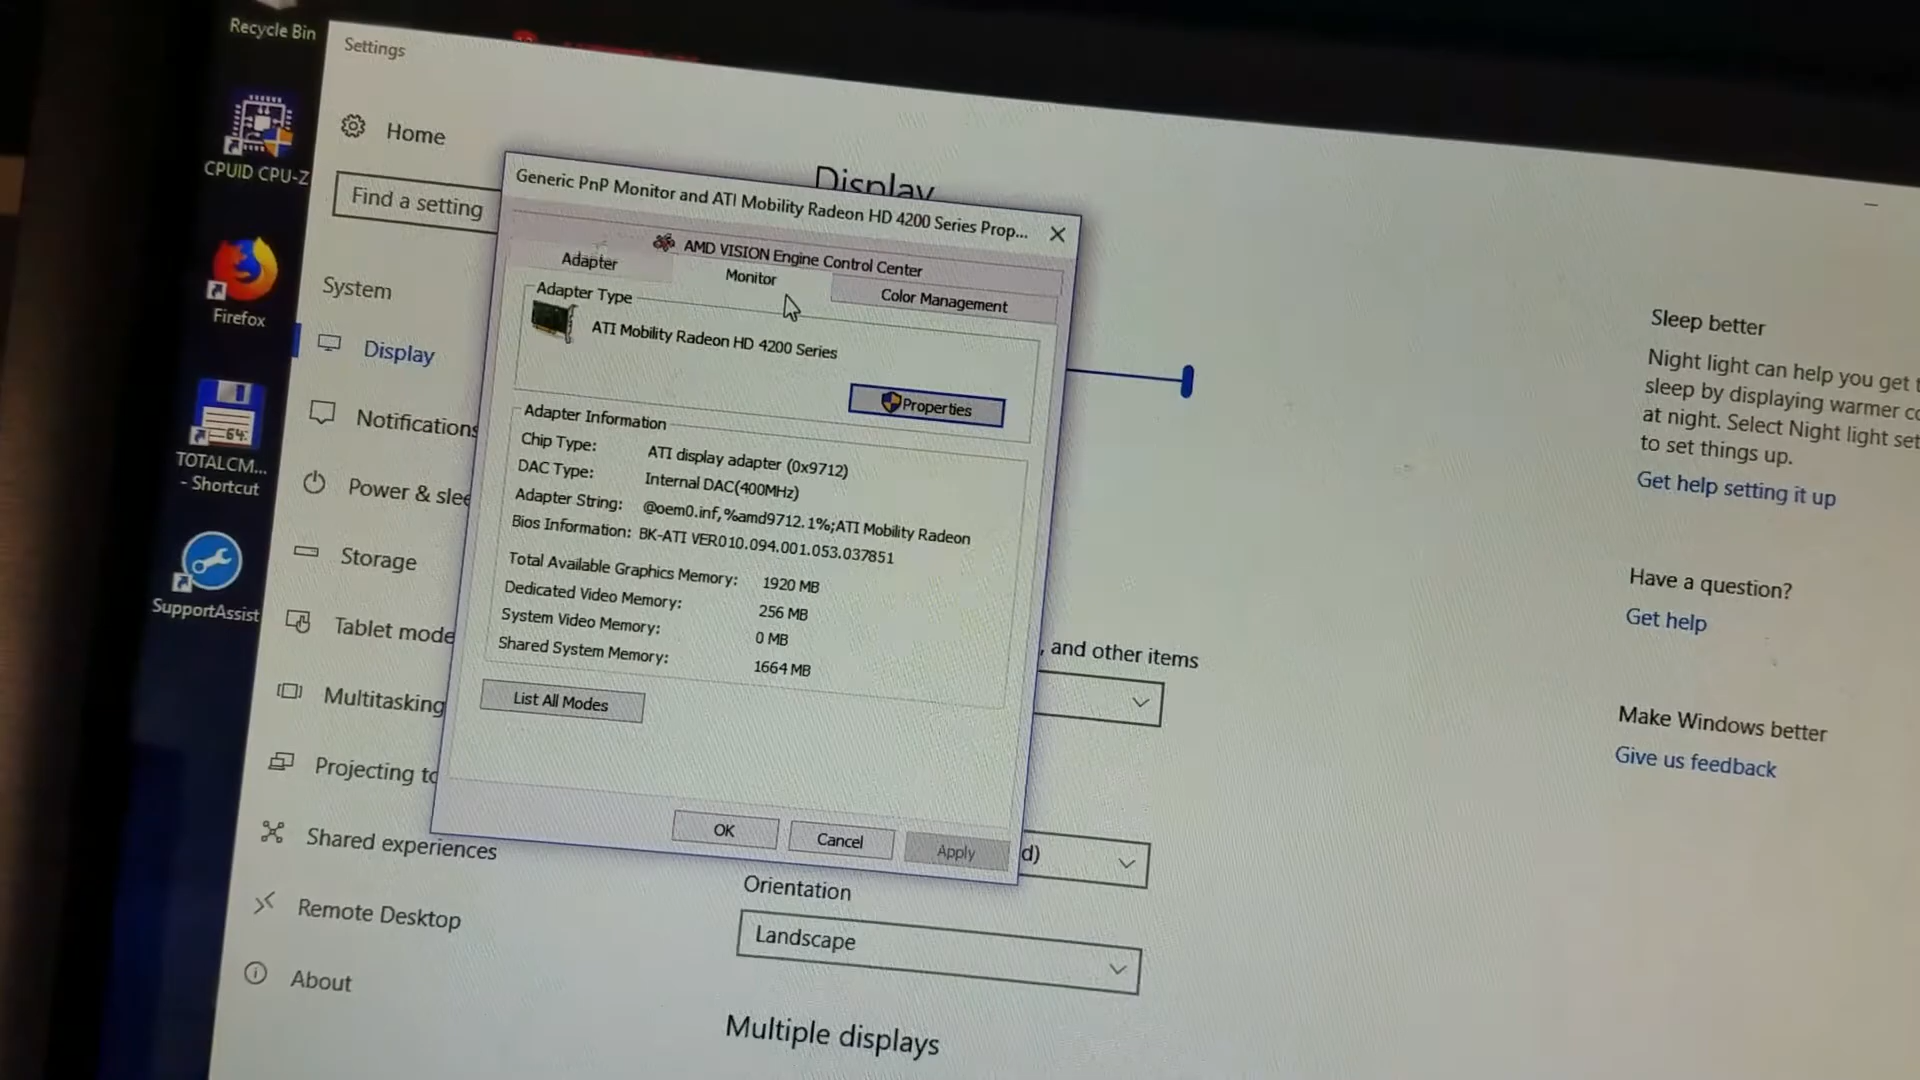 Recycle Bin
CPUID CPU-Z
Firefox
64
TOTALCM...
- Shortcut
SupportAssist
Settings
Home
Find a setting
System
Display
Notifications
Power & slee
Storage
Tablet mode
Multitasking
Projecting to
Shared experiences
Remote Desktop
About
Display
Generic PnP Monitor and ATI Mobility Radeon HD 4200 Series Prop...
AMD VISION Engine Control Center
Adapter
Monitor
Color Management
Adapter Type
ATI Mobility Radeon HD 4200 Series
Properties
Adapter Information
Chip Type: ATI display adapter (0x9712)
DAC Type: Internal DAC(400MHz)
Adapter String: @oem0.inf,%amd9712.1%;ATI Mobility Radeon
Bios Information: BK-ATI VER010.094.001.053.037851
Total Available Graphics Memory: 1920 MB
Dedicated Video Memory: 256 MB
System Video Memory: 0 MB
Shared System Memory: 1664 MB
List All Modes
OK
Cancel
Apply
, and other items
d)
Orientation
Landscape
Multiple displays
Sleep better
Night light can help you get t
sleep by displaying warmer co
at night. Select Night light set
to set things up.
Get help setting it up
Have a question?
Get help
Make Windows better
Give us feedback